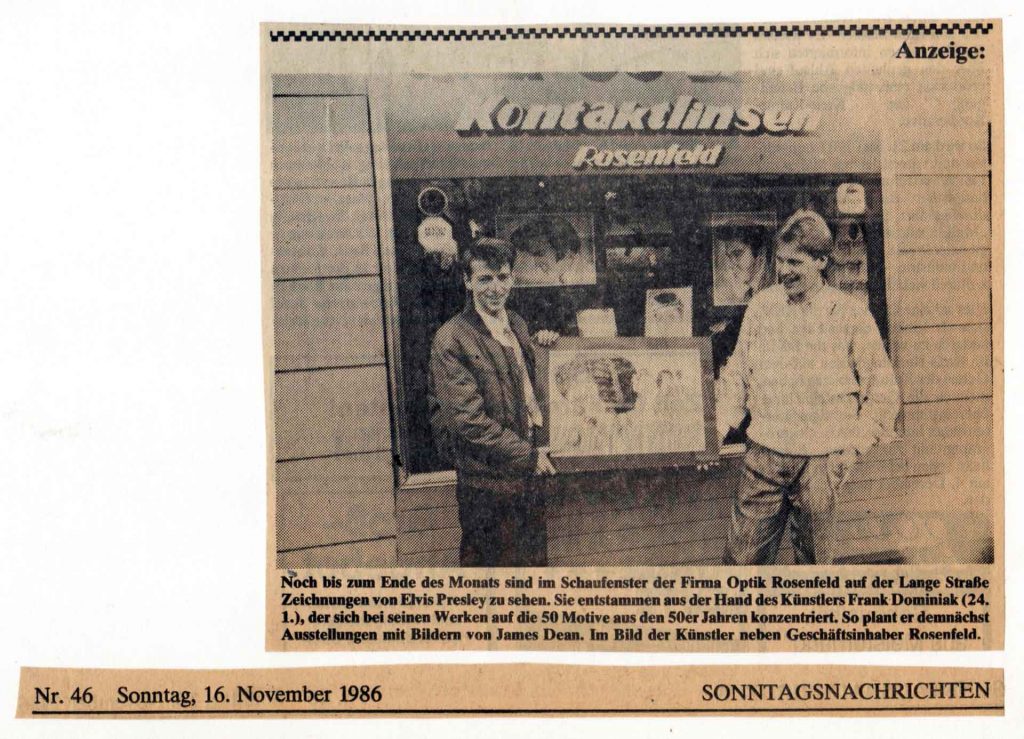 Anzeige:
Kontaktlinsen
Rosenfeld
Noch bis zum Ende des Monats sind im Schaufenster der Firma Optik Rosenfeld auf der Lange Straße
Zeichnungen von Elvis Presley zu sehen. Sie entstammen aus der Hand des Künstlers Frank Dominiak (24.
1.), der sich bei seinen Werken auf die 50 Motive aus den 50er Jahren konzentriert. So plant er demnächst
Ausstellungen mit Bildern von James Dean. Im Bild der Künstler neben Geschäftsinhaber Rosenfeld.
Nr. 46 Sonntag, 16. November 1986 SONNTAGSNACHRICHTEN